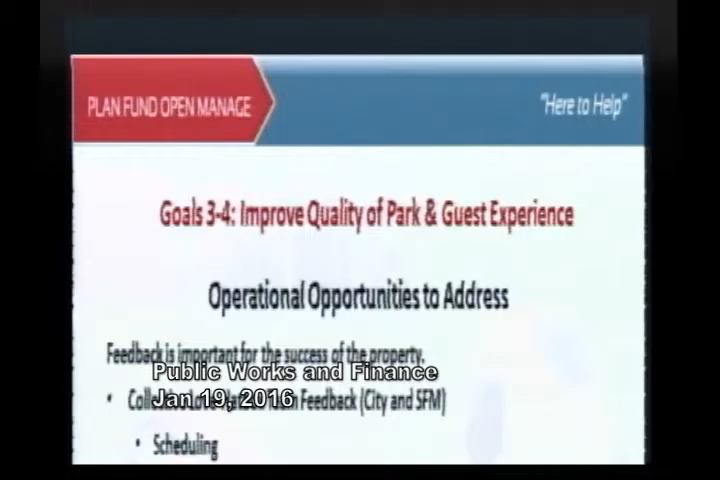 PLAN FUND OPEN MANAGE
"Here to Help"
Goals 3-4: Improve Quality of Park & Guest Experience
Operational Opportunities to Address
Feedback is important for the success of the property.
Public Works and Finance
• Feedback (City and SFM)
Jan 19, 2016
• Scheduling